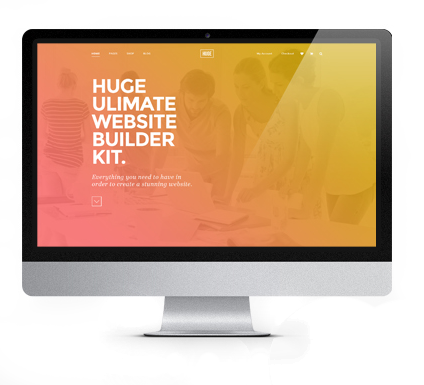 HUGE
HUGE
ULIMATE
WEBSITE
BUILDER
KIT.
Everything you need to have in
order to create a stunning website.